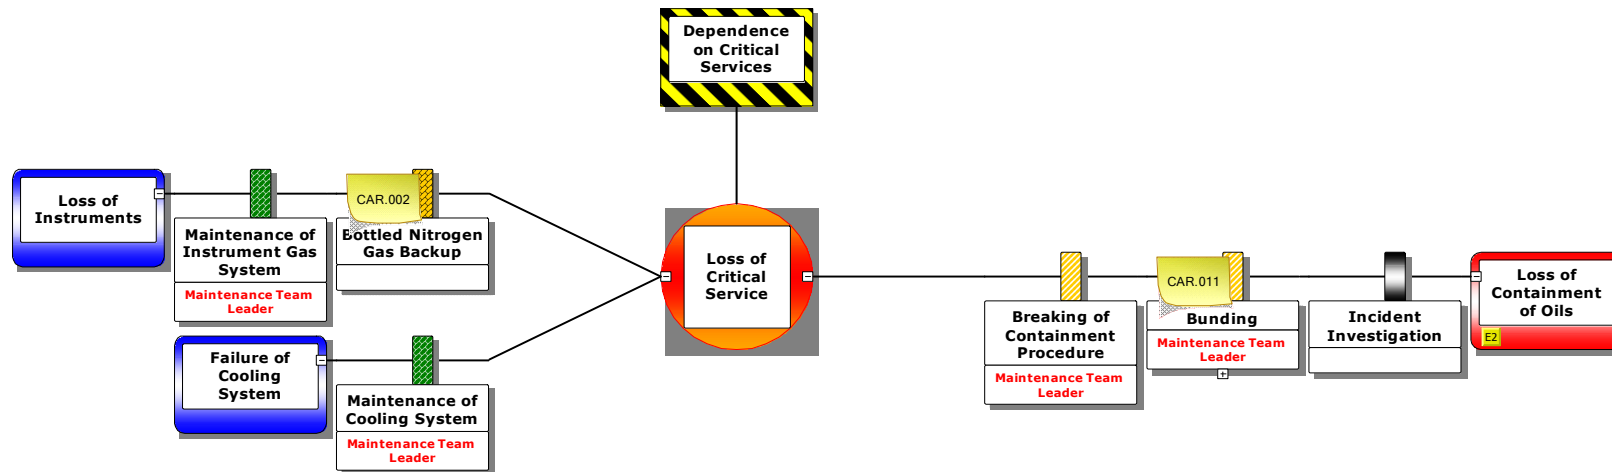 Dependence
on Critical
Services
Loss of
Instruments
Maintenance of
Instrument Gas
System
Maintenance Team
Leader
CAR.002
Bottled Nitrogen
Gas Backup
Failure of
Cooling
System
Maintenance of
Cooling System
Maintenance Team
Leader
Loss of
Critical
Service
Breaking of
Containment
Procedure
Maintenance Team
Leader
CAR.011
Bunding
Maintenance Team
Leader
Incident
Investigation
Loss of
Containment
of Oils
E2